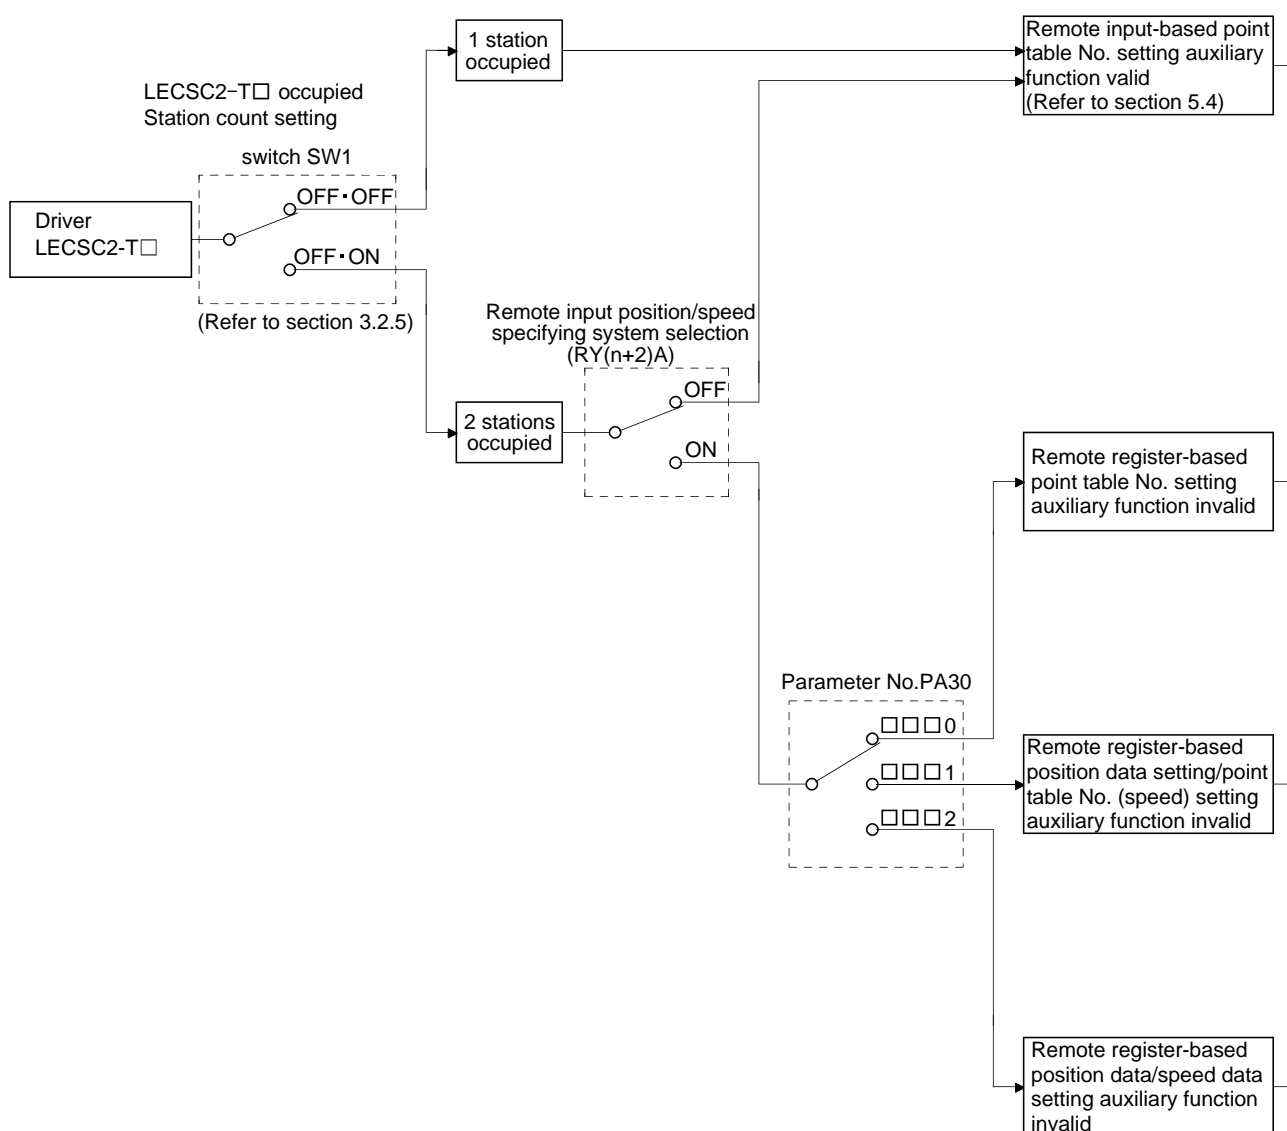 1 station
occupied
Remote input-based point
table No. setting auxiliary
function valid
(Refer to section 5.4)
LECSC2-T□ occupied
Station count setting
switch SW1
OFF･OFF
OFF･ON
(Refer to section 3.2.5)
Driver
LECSC2-T□
Remote input position/speed
specifying system selection
(RY(n+2)A)
OFF
ON
2 stations
occupied
Remote register-based
point table No. setting
auxiliary function invalid
Parameter No.PA30
□□□0
□□□1
□□□2
Remote register-based
position data setting/point
table No. (speed) setting
auxiliary function invalid
Remote register-based
position data/speed data
setting auxiliary function
invalid